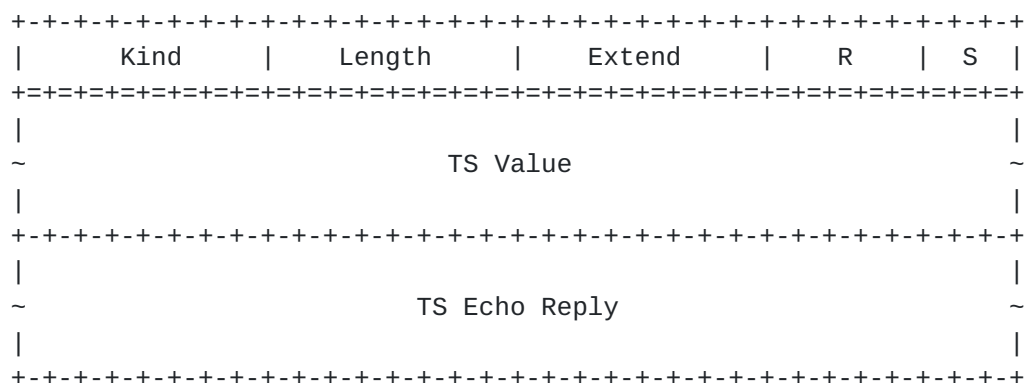 +-+-+-+-+-+-+-+-+-+-+-+-+-+-+-+-+-+-+-+-+-+-+-+-+-+-+-+-+-+-+-+-+
|      Kind     |    Length     |    Extend     |    R    |  S  |
+=+=+=+=+=+=+=+=+=+=+=+=+=+=+=+=+=+=+=+=+=+=+=+=+=+=+=+=+=+=+=+=+
|                                                               |
~                           TS Value                            ~
|                                                               |
+-+-+-+-+-+-+-+-+-+-+-+-+-+-+-+-+-+-+-+-+-+-+-+-+-+-+-+-+-+-+-+-+
|                                                               |
~                         TS Echo Reply                         ~
|                                                               |
+-+-+-+-+-+-+-+-+-+-+-+-+-+-+-+-+-+-+-+-+-+-+-+-+-+-+-+-+-+-+-+-+